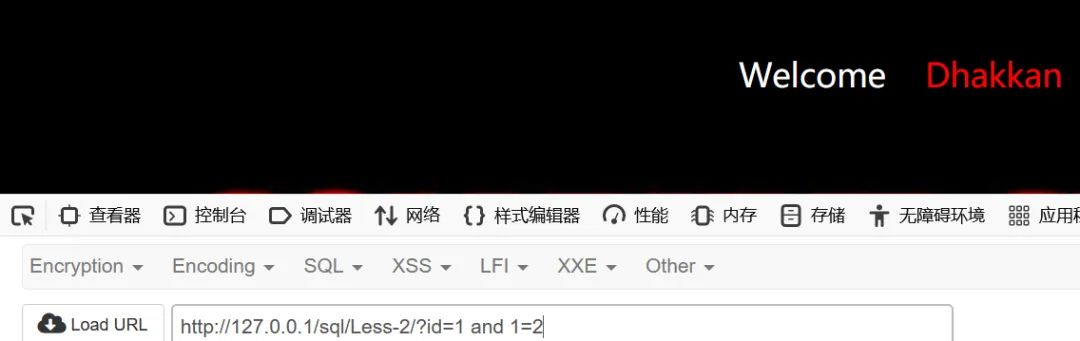 Welcome Dhakkan
查看器 控制台 调试器 网络 样式编辑器 性能 内存 存储 无障碍环境 应用
Encryption Encoding SQL XSS LFI XXE Other
Load URL http://127.0.0.1/sql/Less-2/?id=1 and 1=2